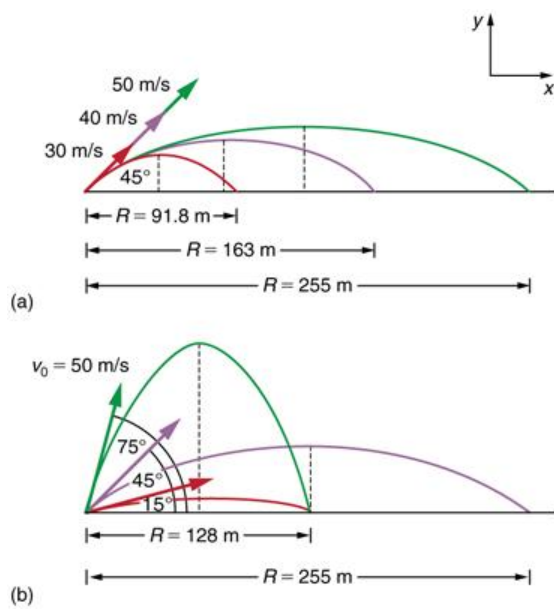 y
x
50 m/s
40 m/s
30 m/s
45°
R = 91.8 m
R = 163 m
R = 255 m
(a)
v₀ = 50 m/s
75°
45°
15°
R = 128 m
R = 255 m
(b)